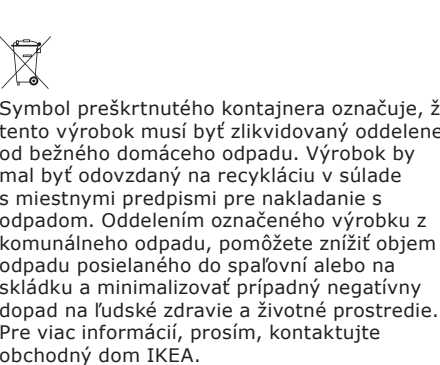 Symbol preškrtnutého kontajnera označuje, ž
tento výrobok musí byť zlikvidovaný oddelene
od bežného domáceho odpadu. Výrobok by
mal byť odovzdaný na recykláciu v súlade
s miestnymi predpismi pre nakladanie s
odpadom. Oddelením označeného výrobku z
komunálneho odpadu, pomôžete znížiť objem
odpadu posielaného do spaľovní alebo na
skládku a minimalizovať prípadný negatívny
dopad na ľudské zdravie a životné prostredie.
Pre viac informácií, prosím, kontaktujte
obchodný dom IKEA.